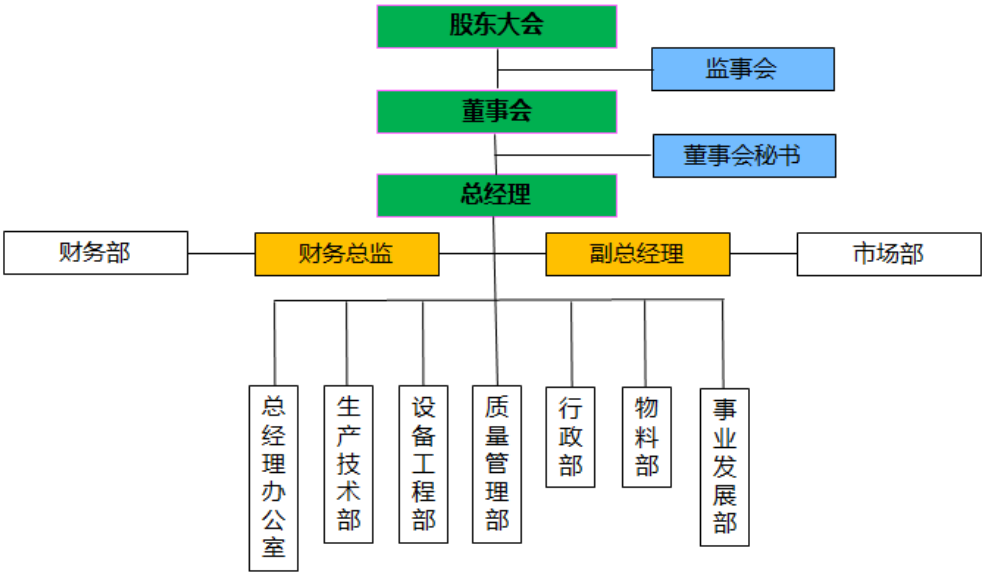 股东大会
监事会
董事会
董事会秘书
总经理
财务部
财务总监
副总经理
市场部
总经理办公室
生产技术部
设备工程部
质量管理部
行政部
物料部
事业发展部